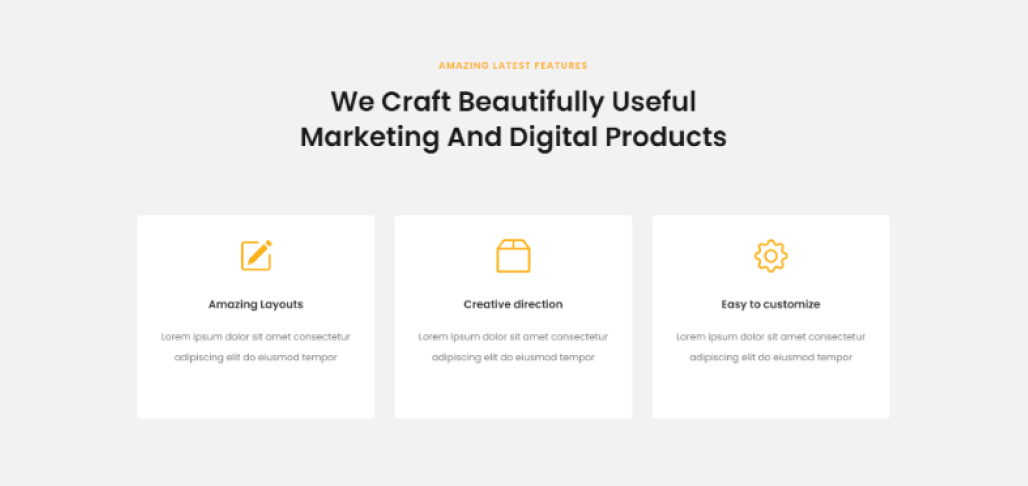 AMAZING LATEST FEATURES
We Craft Beautifully Useful
Marketing And Digital Products
Amazing Layouts
Lorem ipsum dolor sit amet consectetur
adipiscing elit do eiusmod tempor
Creative direction
Lorem ipsum dolor sit amet consectetur
adipiscing elit do eiusmod tempor
Easy to customize
Lorem ipsum dolor sit amet consectetur
adipiscing elit do eiusmod tempor